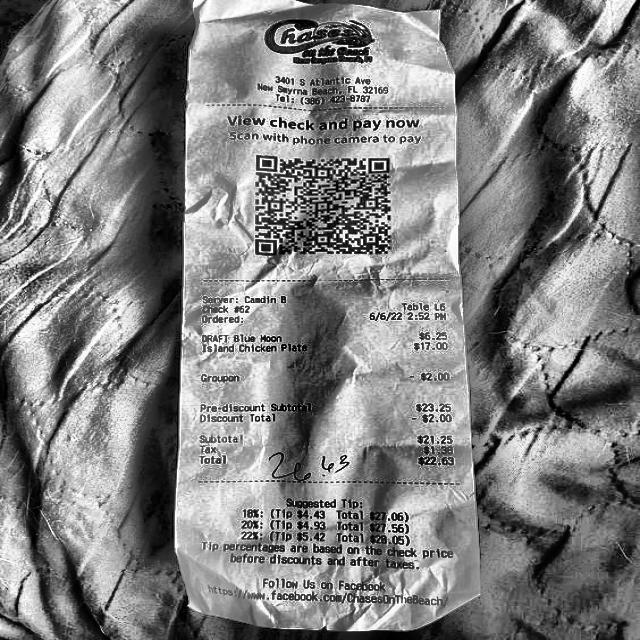 Chases
on the Beach
3401 S Atlantic Ave
New Smyrna Beach, FL 32169
Tel: (386) 423-8787
View check and pay now
Scan with phone camera to pay
Server: Camdin B
Check #62 Table L6
Ordered: 6/6/22 2:52 PM
DRAFT Blue Moon $6.25
Island Chicken Plate $17.00
Groupon - $2.00
Pre-discount Subtotal $23.25
Discount Total - $2.00
Subtotal $21.25
Tax $1.38
Total $22.63
26.63
Suggested Tip:
18%: (Tip $4.43 Total $27.06)
20%: (Tip $4.93 Total $27.56)
22%: (Tip $5.42 Total $28.05)
Tip percentages are based on the check price
before discounts and after taxes.
Follow Us on Facebook
https://www.facebook.com/ChasesOnTheBeach/